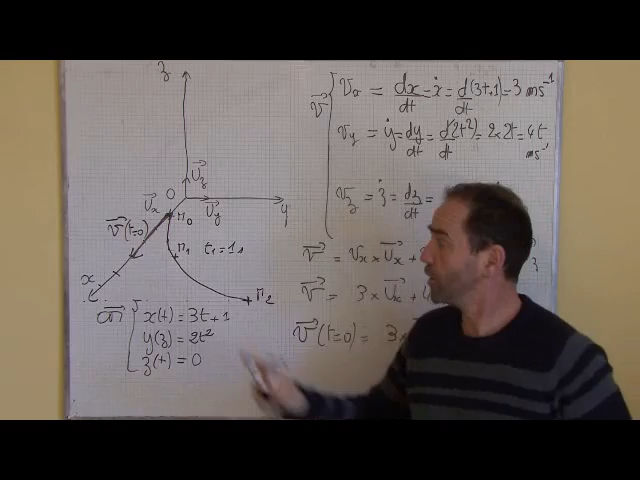 z
v⃗ { Vx = dx/dt = ẋ = d(3t+1)/dt = 3 ms⁻¹
vy = ẏ = dy/dt = d(2t²)/dt = 2×2t = 4t ms⁻¹
U⃗z
O
U⃗x
M₀
U⃗y
y
vz = ż = dz/dt =
v⃗(t=0)
M₁
t₁=1s
v⃗ = Vx × U⃗x +
x
M₂
v⃗ = 3 × U⃗x + 4
OM⃗ { x(t) = 3t+1
y(z) = 2t²
z(t) = 0
v⃗(t=0) = 3×